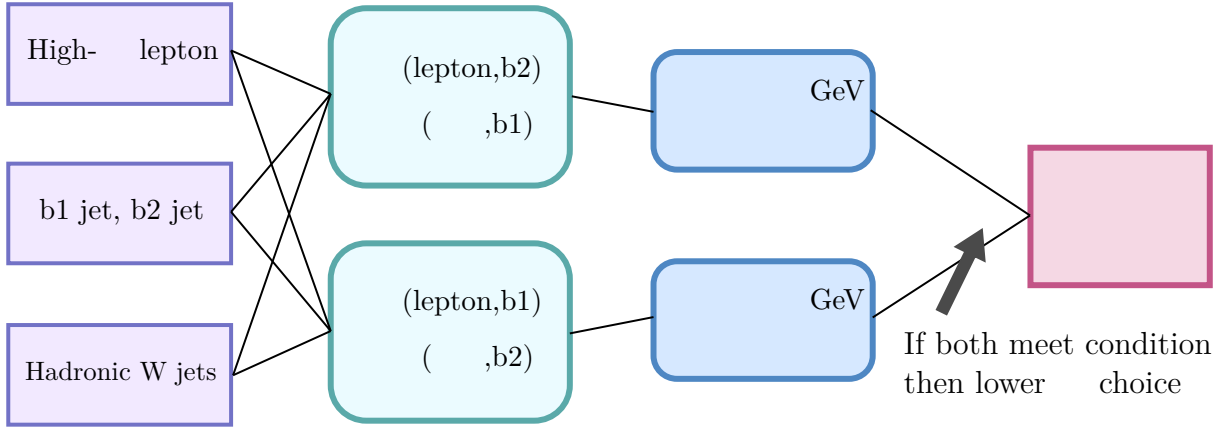 High- lepton
b1 jet, b2 jet
Hadronic W jets
(lepton,b2)
( ,b1)
(lepton,b1)
( ,b2)
GeV
GeV
If both meet condition
then lower choice